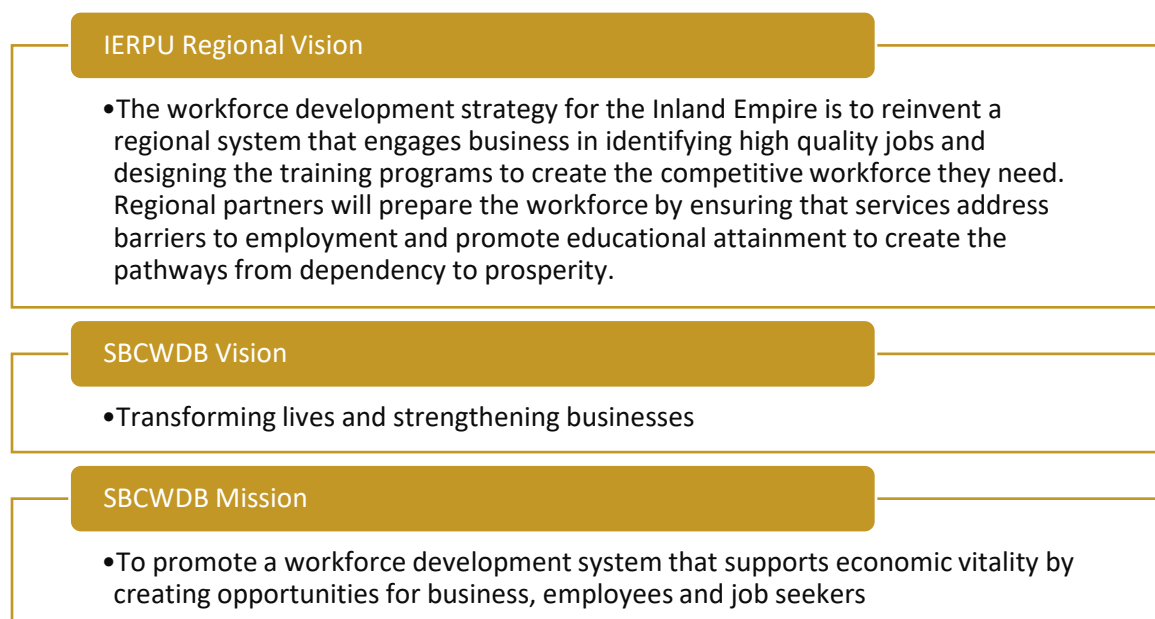 IERPU Regional Vision
•The workforce development strategy for the Inland Empire is to reinvent a
regional system that engages business in identifying high quality jobs and
designing the training programs to create the competitive workforce they need.
Regional partners will prepare the workforce by ensuring that services address
barriers to employment and promote educational attainment to create the
pathways from dependency to prosperity.
SBCWDB Vision
•Transforming lives and strengthening businesses
SBCWDB Mission
•To promote a workforce development system that supports economic vitality by
creating opportunities for business, employees and job seekers